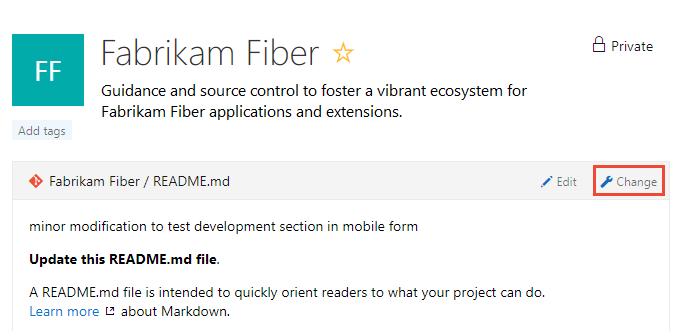 FF
Fabrikam Fiber
Private
Guidance and source control to foster a vibrant ecosystem for
Fabrikam Fiber applications and extensions.
Add tags
Fabrikam Fiber / README.md
Edit
Change
minor modification to test development section in mobile form
Update this README.md file.
A README.md file is intended to quickly orient readers to what your project can do.
Learn more about Markdown.